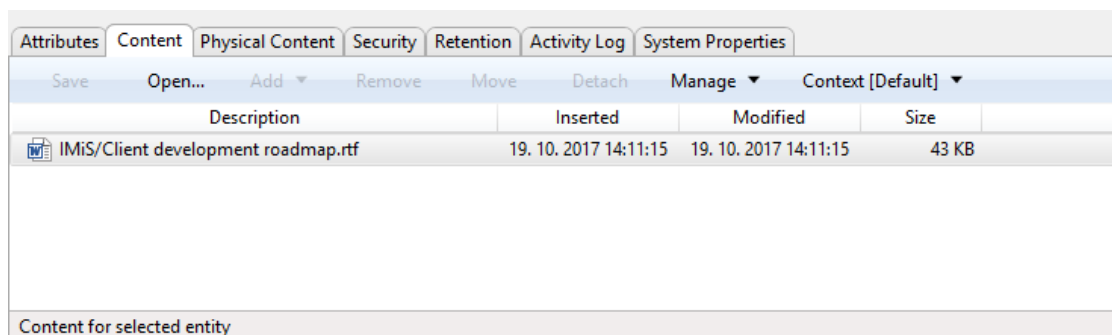 Attributes Content Physical Content Security Retention Activity Log System Properties
Save Open... Add Remove Move Detach Manage Context [Default]
Description Inserted Modified Size
IMiS/Client development roadmap.rtf 19. 10. 2017 14:11:15 19. 10. 2017 14:11:15 43 KB
Content for selected entity